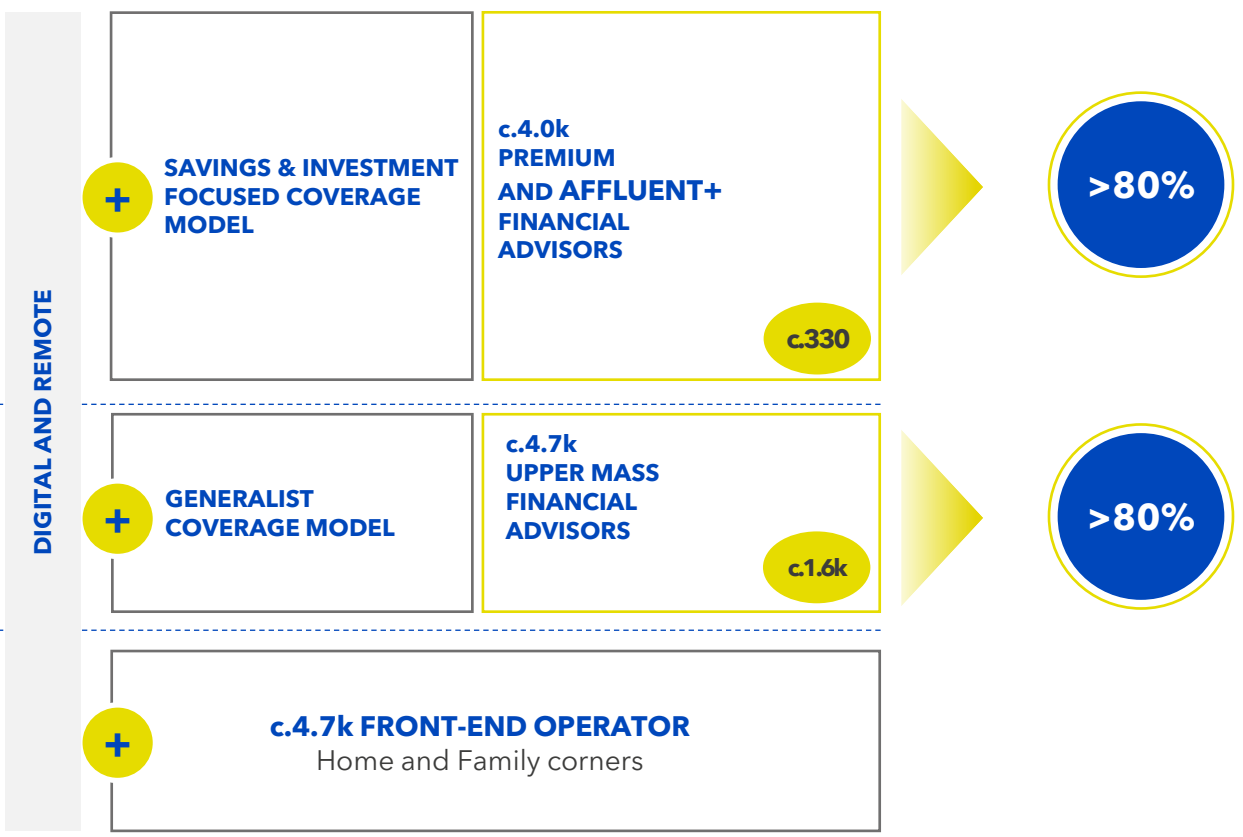 DIGITAL AND REMOTE
+
SAVINGS & INVESTMENT
FOCUSED COVERAGE
MODEL
c.4.0k
PREMIUM
AND AFFLUENT+
FINANCIAL
ADVISORS
c.330
>80%
+
GENERALIST
COVERAGE MODEL
c.4.7k
UPPER MASS
FINANCIAL
ADVISORS
c.1.6k
>80%
+
c.4.7k FRONT-END OPERATOR
Home and Family corners